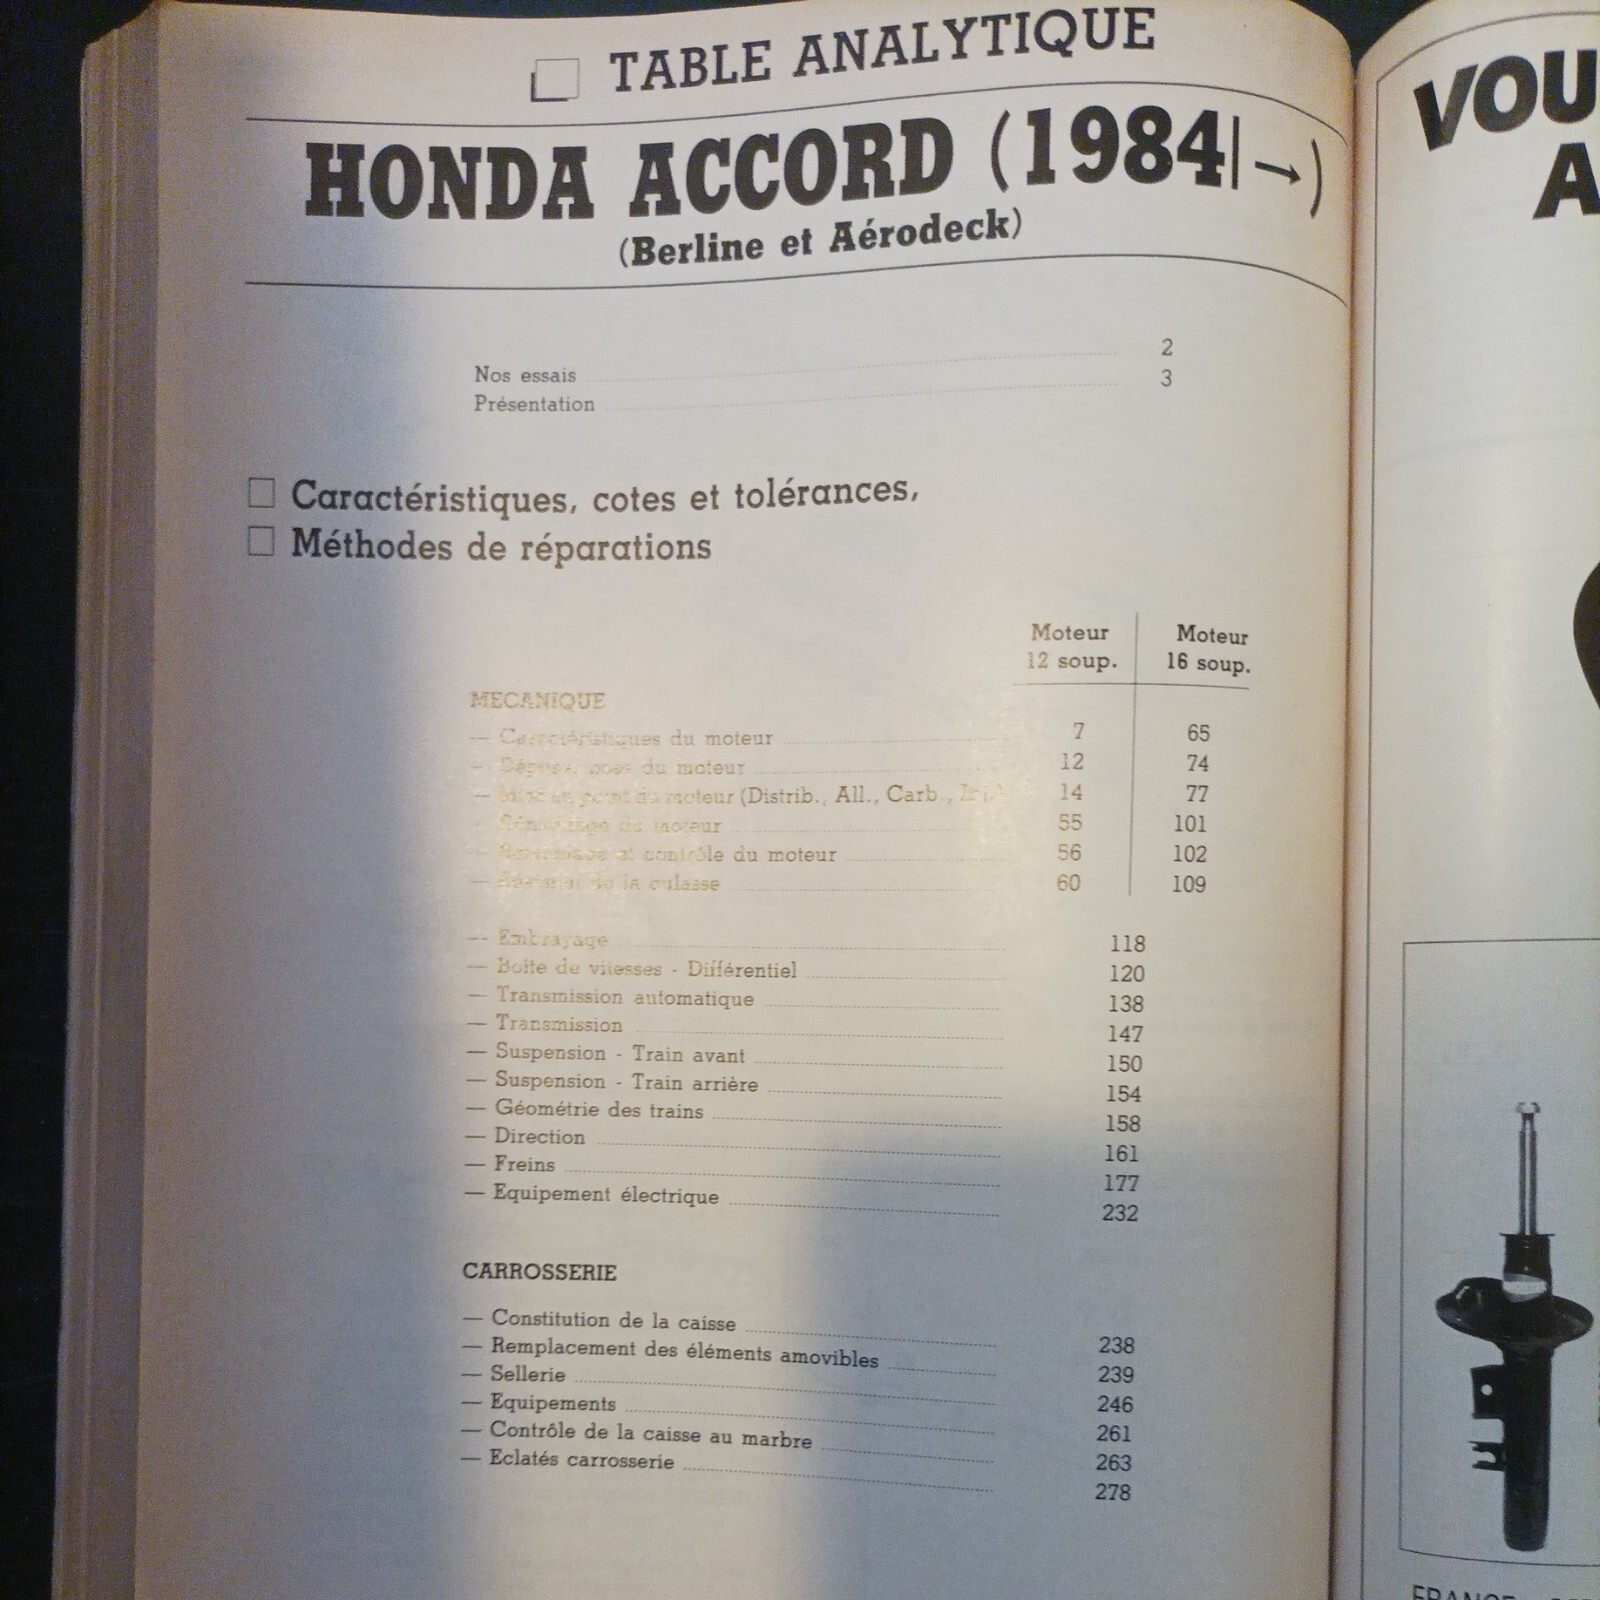 TABLE ANALYTIQUE
HONDA ACCORD (1984|→)
(Berline et Aérodeck)
Nos essais 2
Présentation 3
Caractéristiques, cotes et tolérances,
Méthodes de réparations
Moteur 12 soup. Moteur 16 soup.
MECANIQUE
— Caractéristiques du moteur 7 65
— du moteur 12 74
— moteur (Distrib., All., Carb., 14 77
— du moteur 55 101
— et contrôle du moteur 56 102
— de la culasse 60 109
— Embrayage 118
— Boîte de vitesses - Différentiel 120
— Transmission automatique 138
— Transmission 147
— Suspension - Train avant 150
— Suspension - Train arrière 154
— Géométrie des trains 158
— Direction 161
— Freins 177
— Equipement électrique 232
CARROSSERIE
— Constitution de la caisse 238
— Remplacement des éléments amovibles 239
— Sellerie 246
— Equipements 261
— Contrôle de la caisse au marbre 263
— Eclatés carrosserie 278
VOU
A